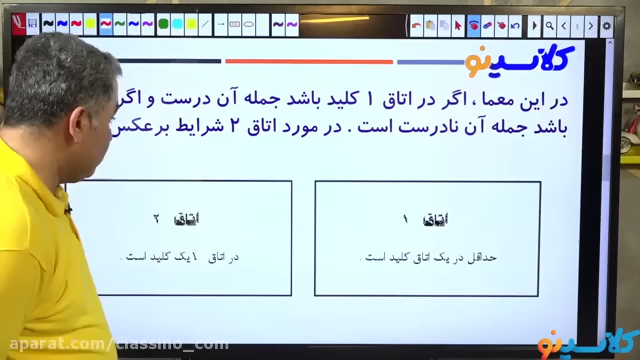 کلاسینو
در این معما ، اگر در اتاق ۱ کلید باشد جمله آن درست و اگر
باشد جمله آن نادرست است . در مورد اتاق ۲ شرایط برعکس
اتاق ۱
حداقل در یک اتاق کلید است .
اتاق ۲
در اتاق ۱ یک کلید است .
aparat.com/classino_com
کلاسینو